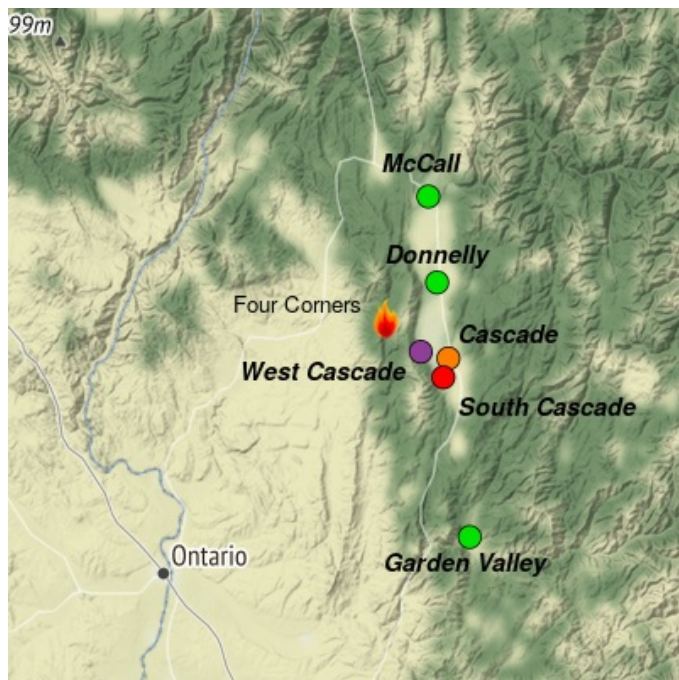 99m
McCall
Donnelly
Four Corners
Cascade
West Cascade
South Cascade
Ontario
Garden Valley